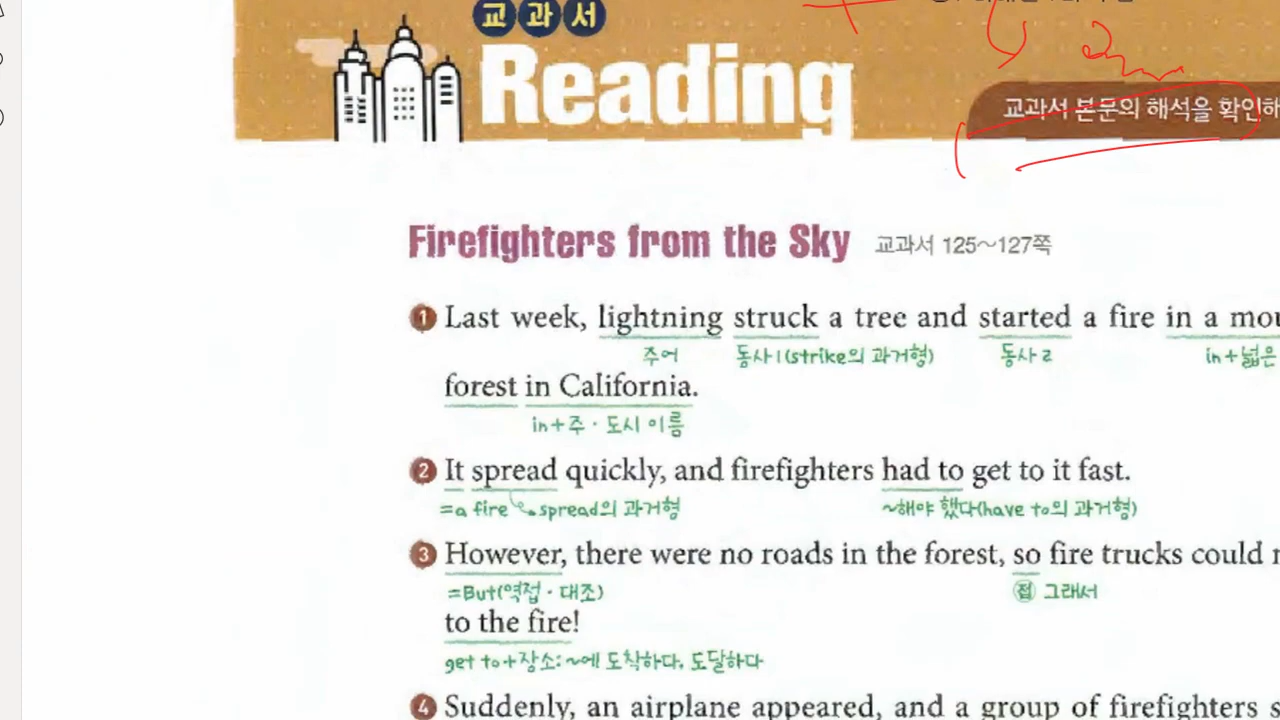 교과서
Reading
교과서 본문의 해석을 확인하
Firefighters from the Sky 교과서 125~127쪽
1 Last week, lightning struck a tree and started a fire in a mou
주어 동사1(strike의 과거형) 동사2 in+넓은
forest in California.
in+주·도시 이름
2 It spread quickly, and firefighters had to get to it fast.
=a fire spread의 과거형 ~해야 했다(have to의 과거형)
3 However, there were no roads in the forest, so fire trucks could
=But(역접·대조) 접 그래서
to the fire!
get to+장소: ~에 도착하다, 도달하다
4 Suddenly, an airplane appeared, and a group of firefighters s